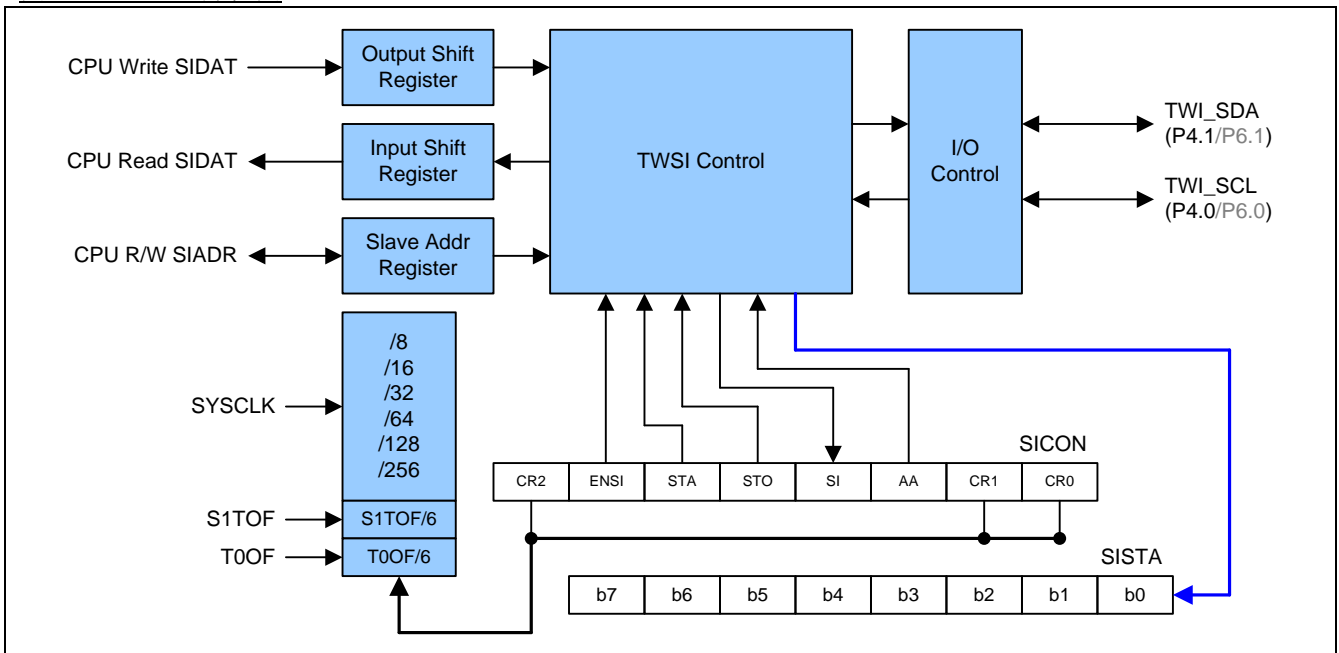 CPU Write SIDAT
Output Shift
Register
CPU Read SIDAT
Input Shift
Register
CPU R/W SIADR
Slave Addr
Register
TWSI Control
I/O
Control
TWI_SDA
(P4.1/P6.1)
TWI_SCL
(P4.0/P6.0)
SYSCLK
/8
/16
/32
/64
/128
/256
S1TOF
S1TOF/6
T0OF
T0OF/6
SICON
CR2 ENSI STA STO SI AA CR1 CR0
SISTA
b7 b6 b5 b4 b3 b2 b1 b0